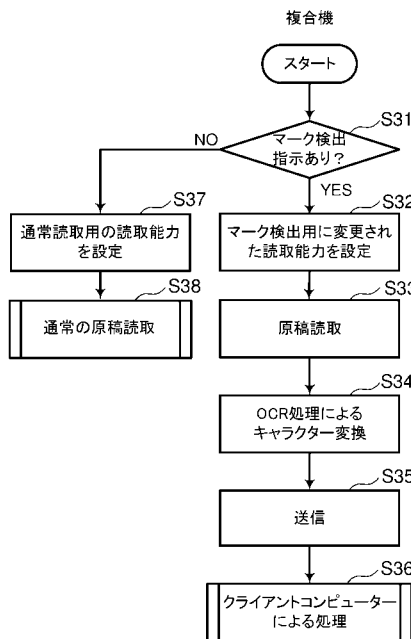 複合機
スタート
S31
マーク検出
指示あり？
NO
YES
S37
通常読取用の読取能力
を設定
S32
マーク検出用に変更され
た読取能力を設定
S38
通常の原稿読取
S33
原稿読取
S34
OCR処理による
キャラクター変換
S35
送信
S36
クライアントコンピューター
による処理